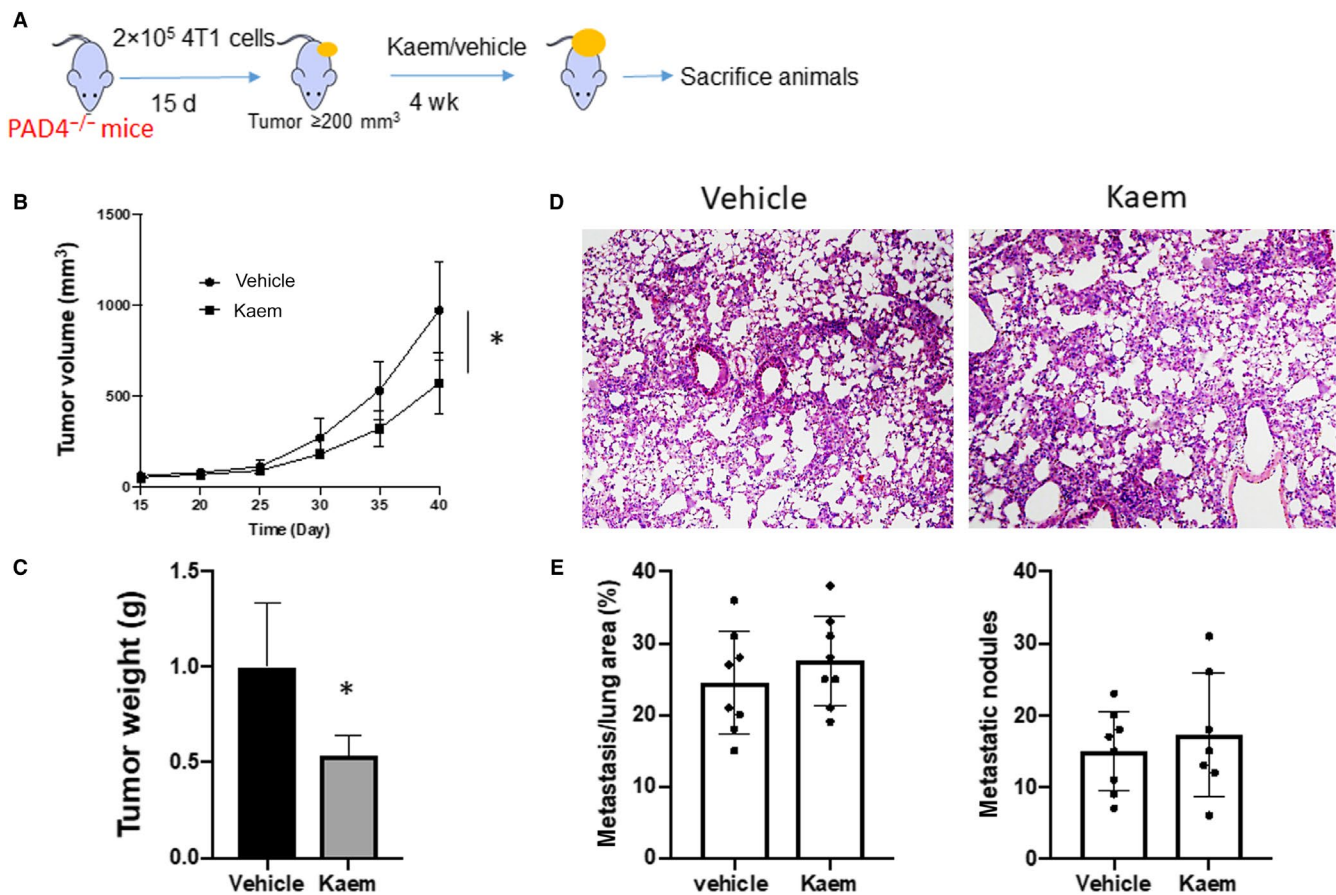 A
2×10⁵ 4T1 cells
Kaem/vehicle
Sacrifice animals
15 d
4 wk
Tumor ≥200 mm³
PAD4⁻/⁻ mice
B
Tumor volume (mm³)
1500
1000
500
0
Vehicle
Kaem
*
15 20 25 30 35 40
Time (Day)
C
Tumor weight (g)
1.5
1.0
0.5
0.0
*
Vehicle Kaem
D
Vehicle Kaem
E
Metastasis/lung area (%)
40
30
20
10
0
vehicle Kaem
Metastatic nodules
40
30
20
10
0
Vehicle Kaem